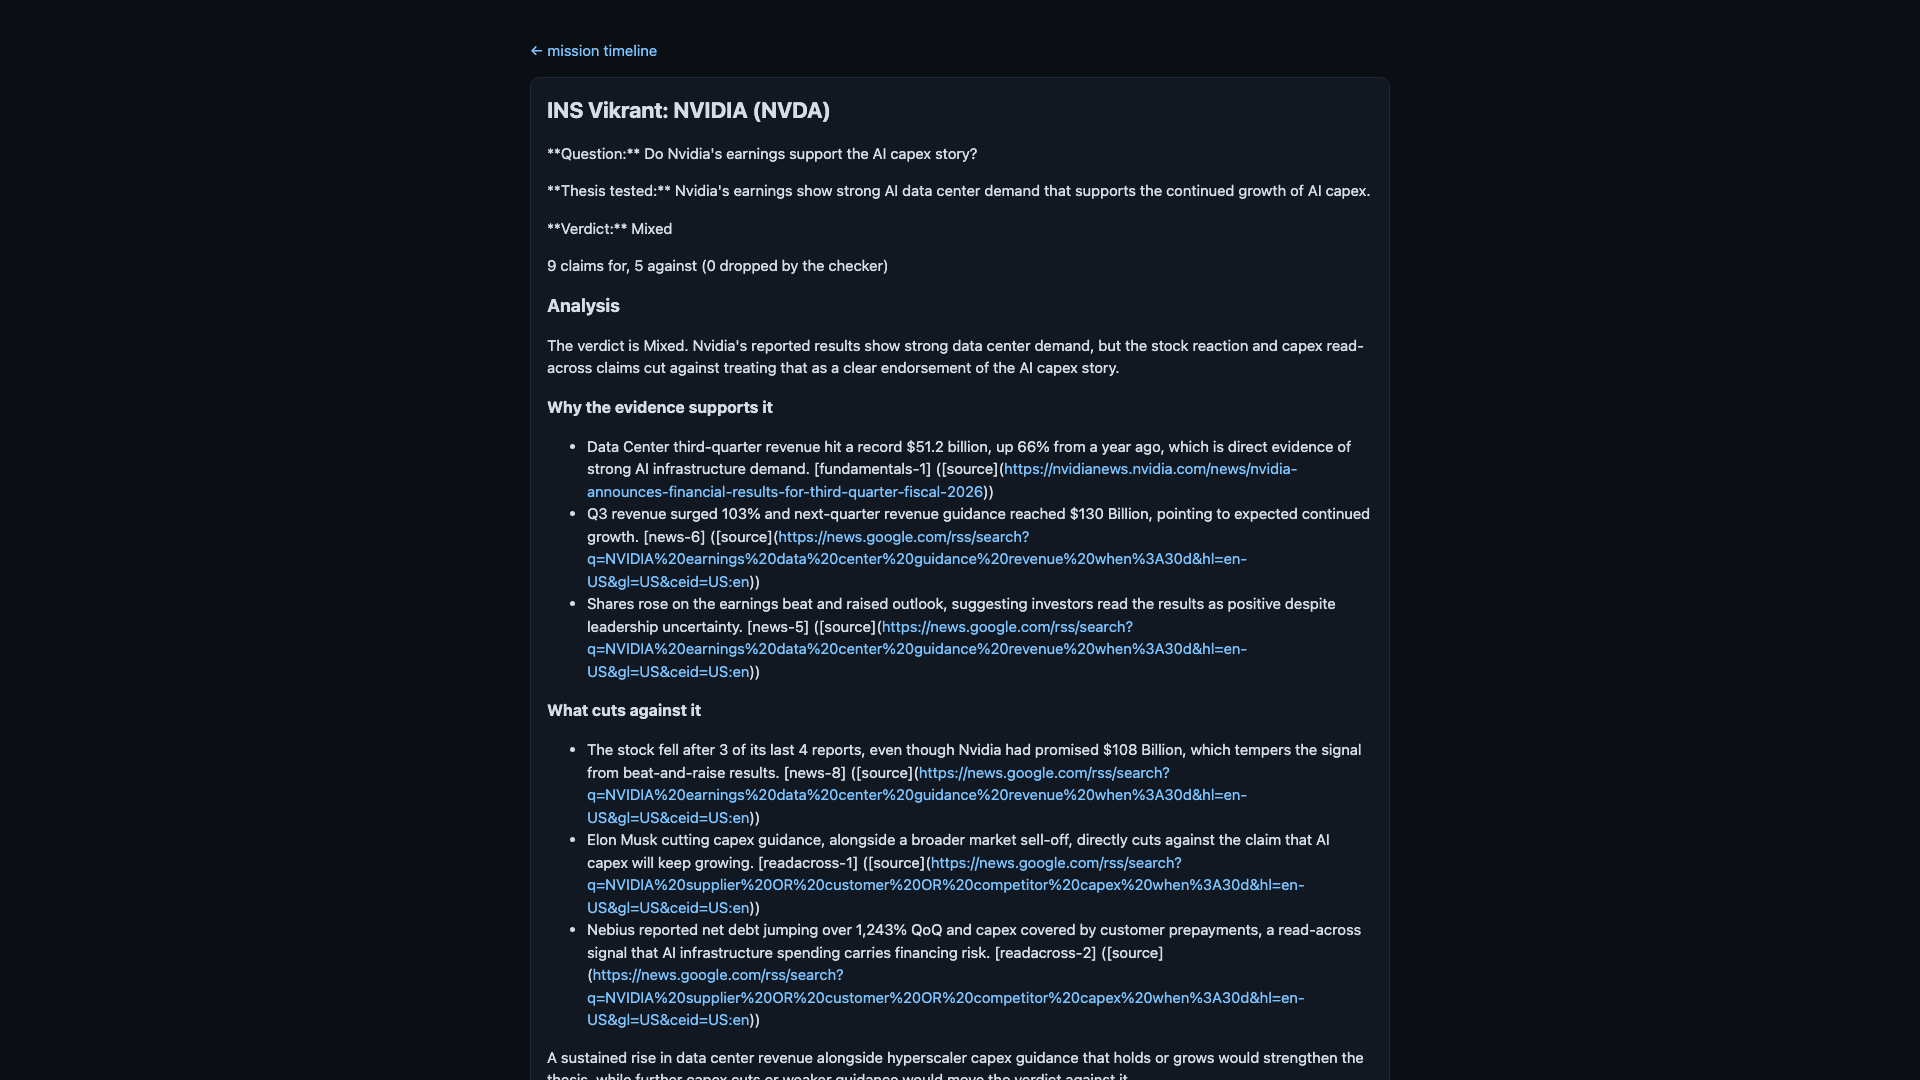 ← mission timeline
INS Vikrant: NVIDIA (NVDA)
**Question:** Do Nvidia's earnings support the AI capex story?
**Thesis tested:** Nvidia's earnings show strong AI data center demand that supports the continued growth of AI capex.
**Verdict:** Mixed
9 claims for, 5 against (0 dropped by the checker)
Analysis
The verdict is Mixed. Nvidia's reported results show strong data center demand, but the stock reaction and capex read-
across claims cut against treating that as a clear endorsement of the AI capex story.
Why the evidence supports it
• Data Center third-quarter revenue hit a record $51.2 billion, up 66% from a year ago, which is direct evidence of
strong AI infrastructure demand. [fundamentals-1] ([source](https://nvidianews.nvidia.com/news/nvidia-
announces-financial-results-for-third-quarter-fiscal-2026))
• Q3 revenue surged 103% and next-quarter revenue guidance reached $130 Billion, pointing to expected continued
growth. [news-6] ([source](https://news.google.com/rss/search?
q=NVIDIA%20earnings%20data%20center%20guidance%20revenue%20when%3A30d&hl=en-
US&gl=US&ceid=US:en))
• Shares rose on the earnings beat and raised outlook, suggesting investors read the results as positive despite
leadership uncertainty. [news-5] ([source](https://news.google.com/rss/search?
q=NVIDIA%20earnings%20data%20center%20guidance%20revenue%20when%3A30d&hl=en-
US&gl=US&ceid=US:en))
What cuts against it
• The stock fell after 3 of its last 4 reports, even though Nvidia had promised $108 Billion, which tempers the signal
from beat-and-raise results. [news-8] ([source](https://news.google.com/rss/search?
q=NVIDIA%20earnings%20data%20center%20guidance%20revenue%20when%3A30d&hl=en-
US&gl=US&ceid=US:en))
• Elon Musk cutting capex guidance, alongside a broader market sell-off, directly cuts against the claim that AI
capex will keep growing. [readacross-1] ([source](https://news.google.com/rss/search?
q=NVIDIA%20supplier%20OR%20customer%20OR%20competitor%20capex%20when%3A30d&hl=en-
US&gl=US&ceid=US:en))
• Nebius reported net debt jumping over 1,243% QoQ and capex covered by customer prepayments, a read-across
signal that AI infrastructure spending carries financing risk. [readacross-2] ([source]
(https://news.google.com/rss/search?
q=NVIDIA%20supplier%20OR%20customer%20OR%20competitor%20capex%20when%3A30d&hl=en-
US&gl=US&ceid=US:en))
A sustained rise in data center revenue alongside hyperscaler capex guidance that holds or grows would strengthen the
thesis, while further capex cuts or weaker guidance would move the verdict against it.